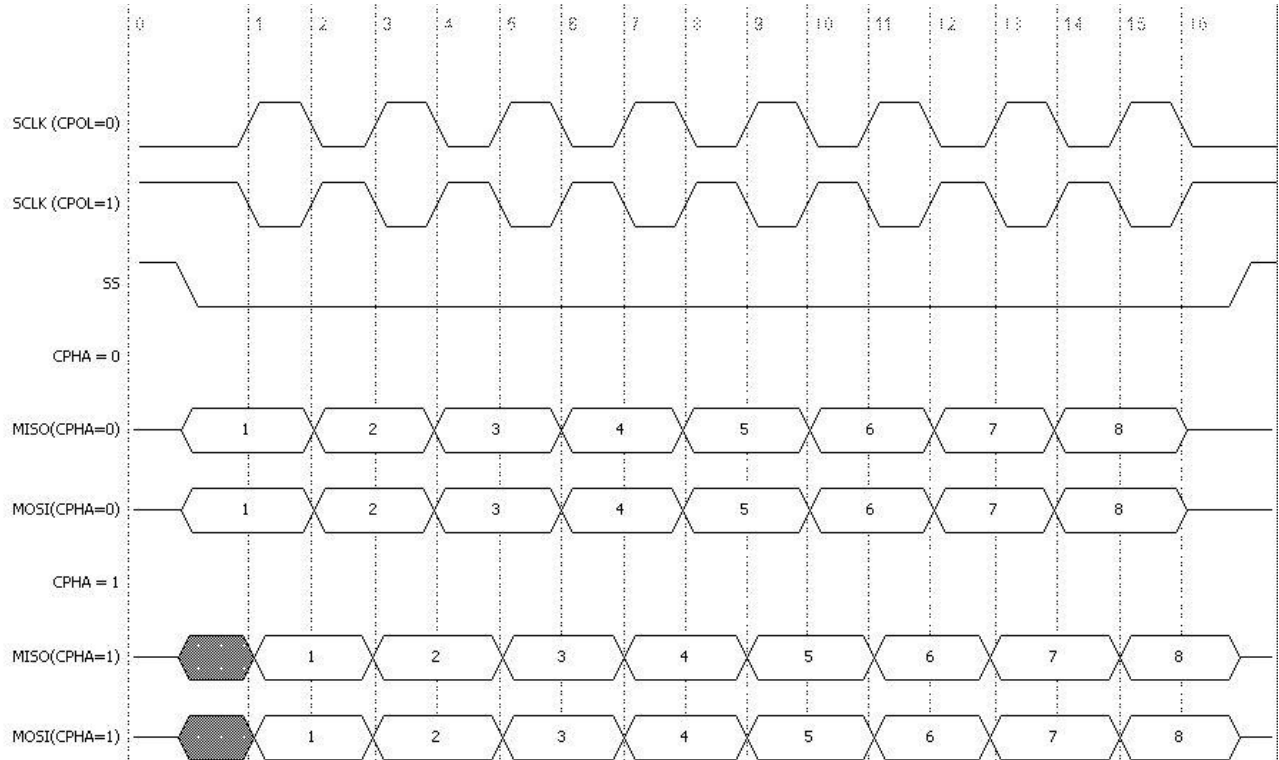 0 1 2 3 4 5 6 7 8 9 10 11 12 13 14 15 16
SCLK (CPOL=0)
SCLK (CPOL=1)
SS
CPHA = 0
MISO(CPHA=0) 1 2 3 4 5 6 7 8
MOSI(CPHA=0) 1 2 3 4 5 6 7 8
CPHA = 1
MISO(CPHA=1) 1 2 3 4 5 6 7 8
MOSI(CPHA=1) 1 2 3 4 5 6 7 8